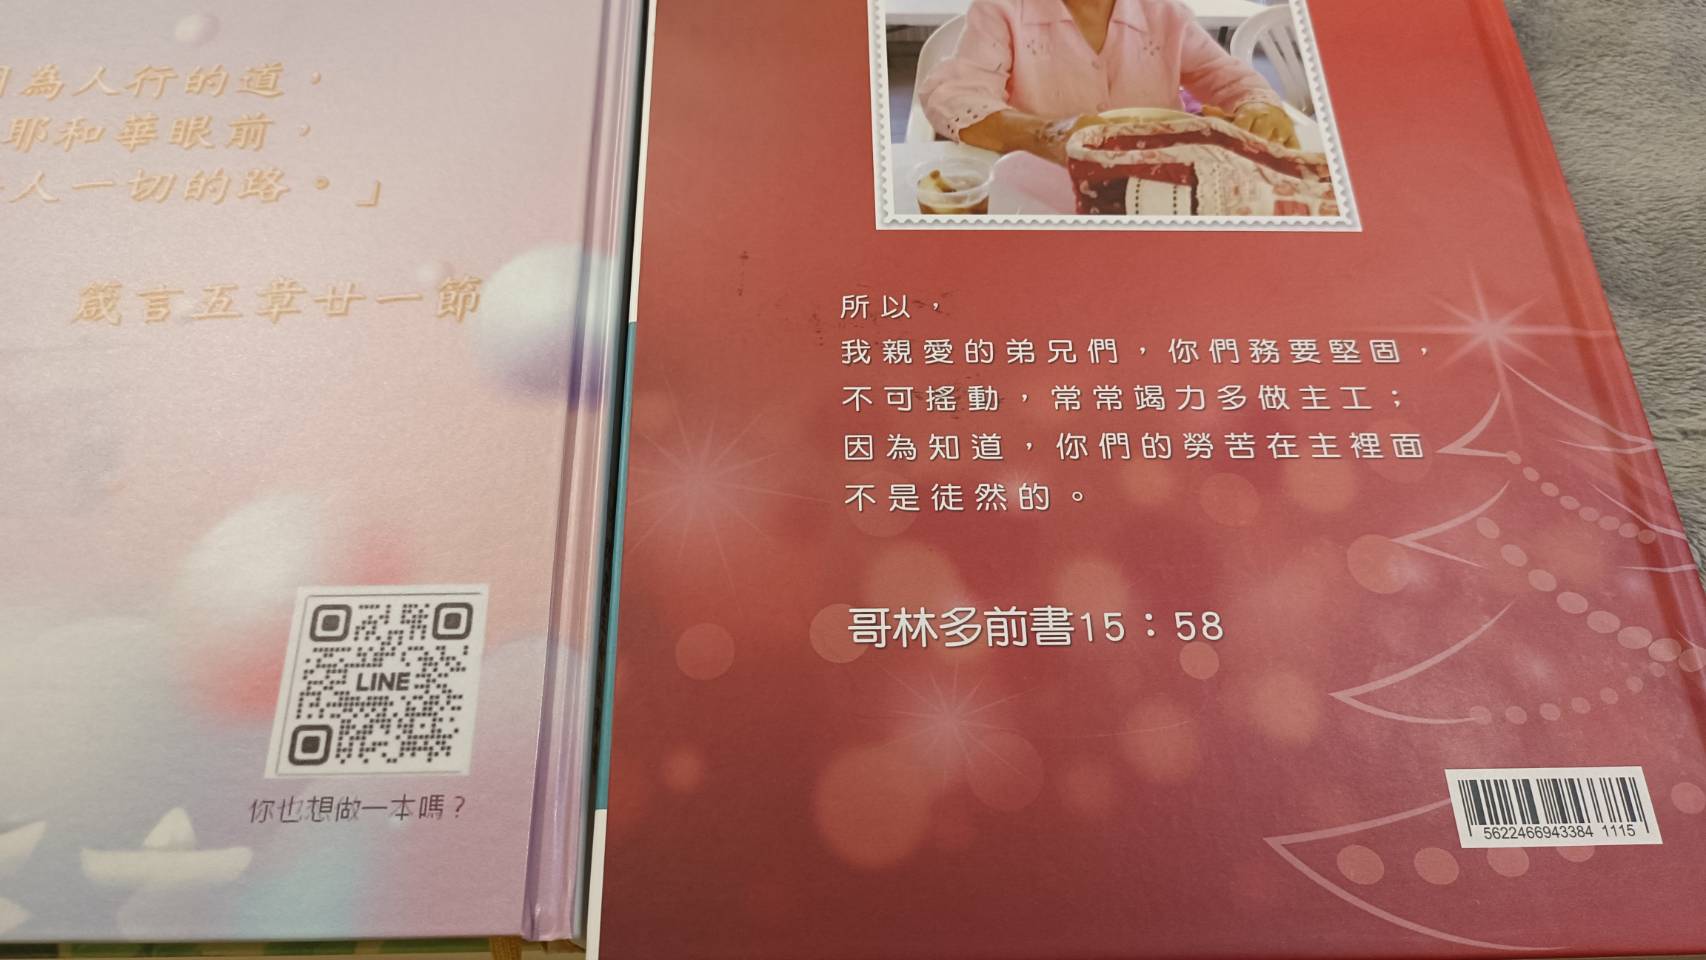 為人行的道，
耶和華眼前，
人一切的路。」
箴言五章廿一節
LINE
你也想做一本嗎？
所以，
我親愛的弟兄們，你們務要堅固，
不可搖動，常常竭力多做主工；
因為知道，你們的勞苦在主裡面
不是徒然的。
哥林多前書15：58
5622466943384 1115